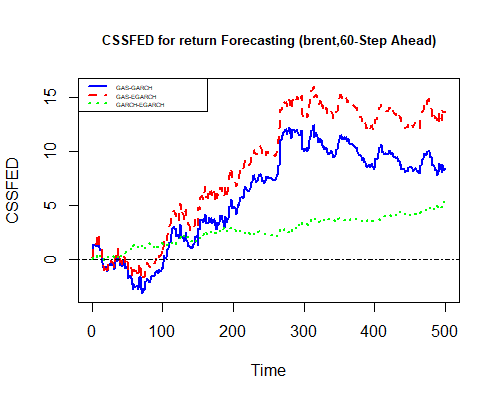 CSSFED for return Forecasting (brent,60-Step Ahead)
GAS-GARCH
GAS-EGARCH
GARCH-EGARCH
CSSFED
15
10
5
0
0 100 200 300 400 500
Time